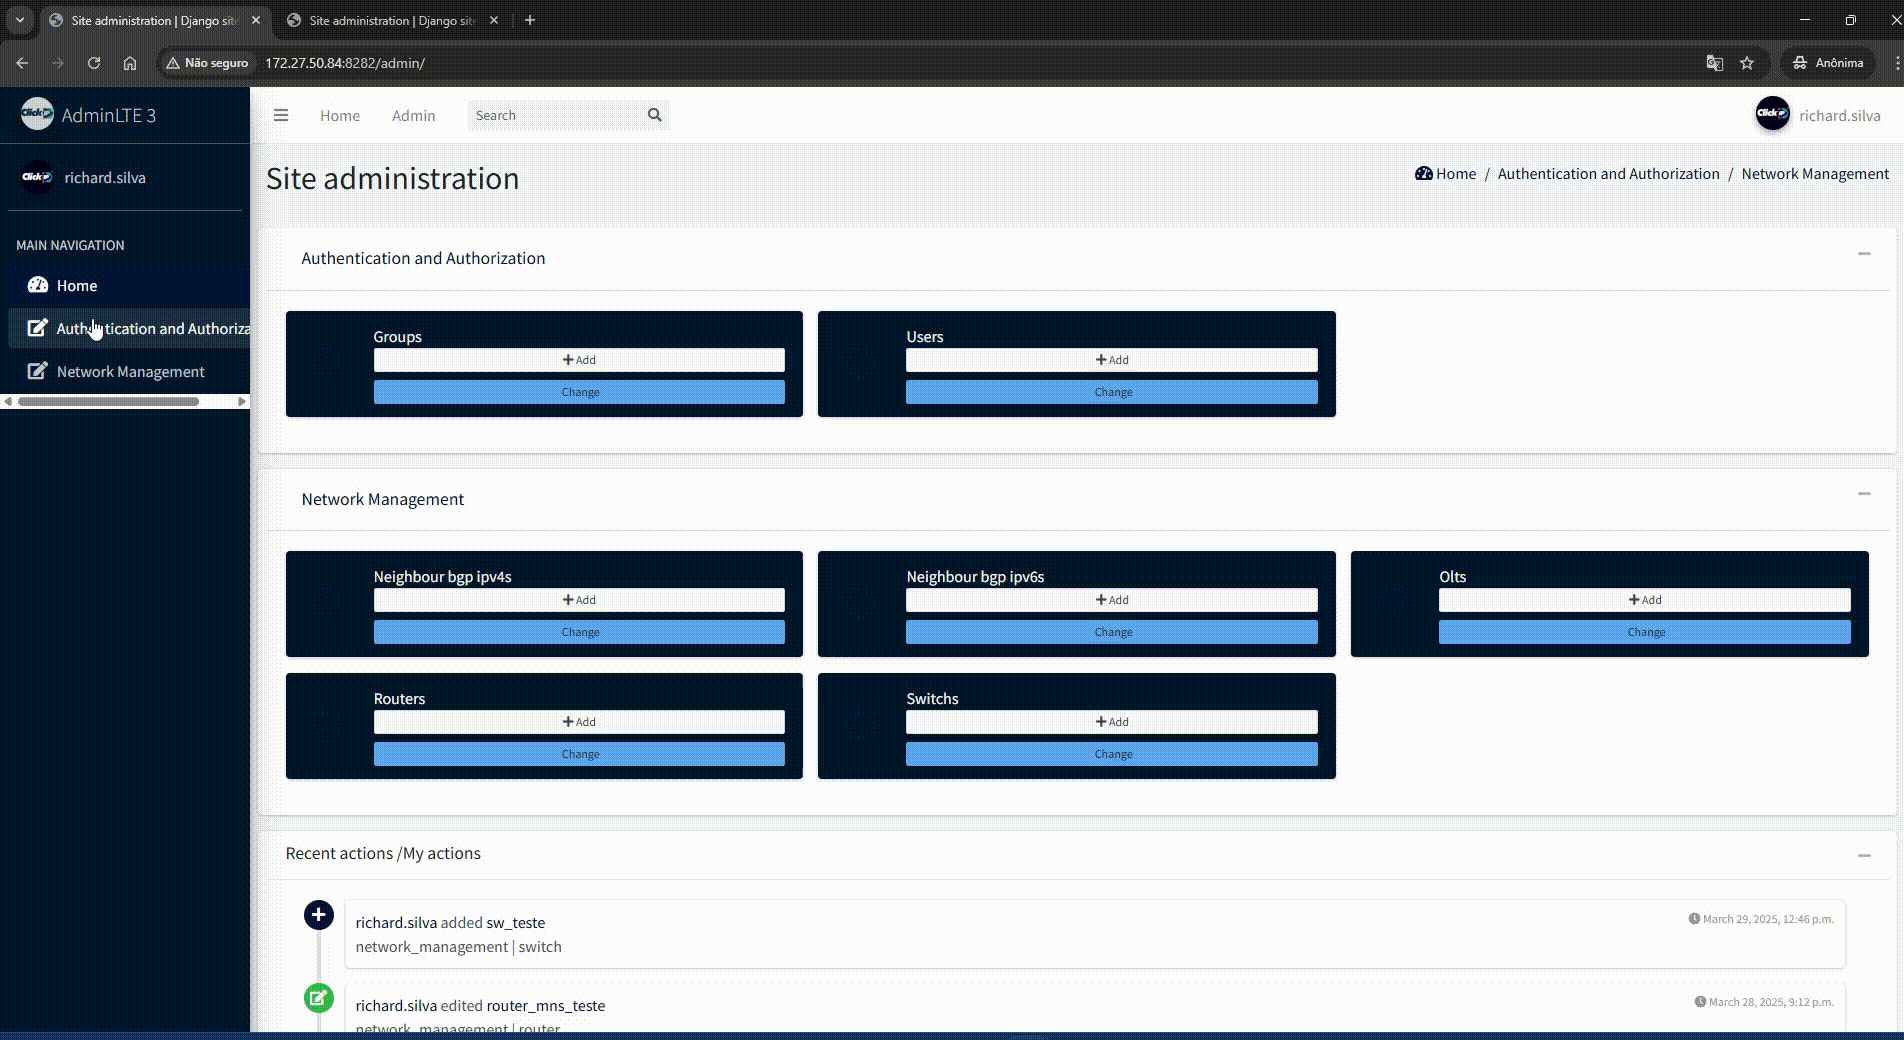 Site administration | Django site
Site administration | Django site
Não seguro
172.27.50.84:8282/admin/
Anônima
Click
AdminLTE 3
Home
Admin
Search
Click
richard.silva
Click
richard.silva
Site administration
Home / Authentication and Authorization / Network Management
MAIN NAVIGATION
Home
Authentication and Authoriza
Network Management
Authentication and Authorization
Groups
Add
Change
Users
Add
Change
Network Management
Neighbour bgp ipv4s
Add
Change
Neighbour bgp ipv6s
Add
Change
Olts
Add
Change
Routers
Add
Change
Switchs
Add
Change
Recent actions /My actions
richard.silva added sw_teste
March 29, 2025, 12:46 p.m.
network_management | switch
richard.silva edited router_mns_teste
March 28, 2025, 9:12 p.m.
network_management | router